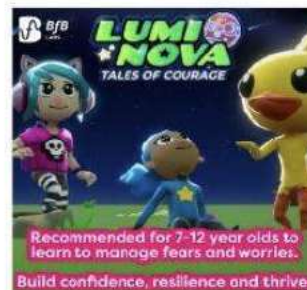 BfB
LABS
LUMI
NOVA
TALES OF COURAGE
Recommended for 7-12 year olds to
learn to manage fears and worries.
Build confidence, resilience and thrive.